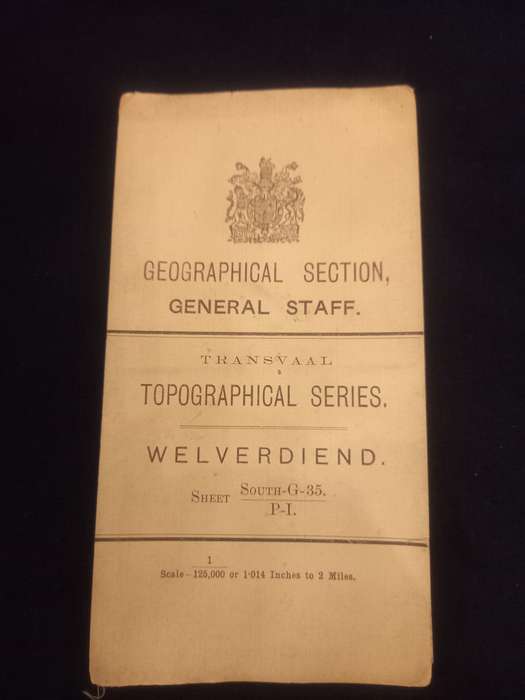 GEOGRAPHICAL SECTION,
GENERAL STAFF.
TRANSVAAL
TOPOGRAPHICAL SERIES.
WELVERDIEND.
SHEET SOUTH-G-35.
P-I.
Scale - 1/125,000 or 1·014 Inches to 2 Miles.